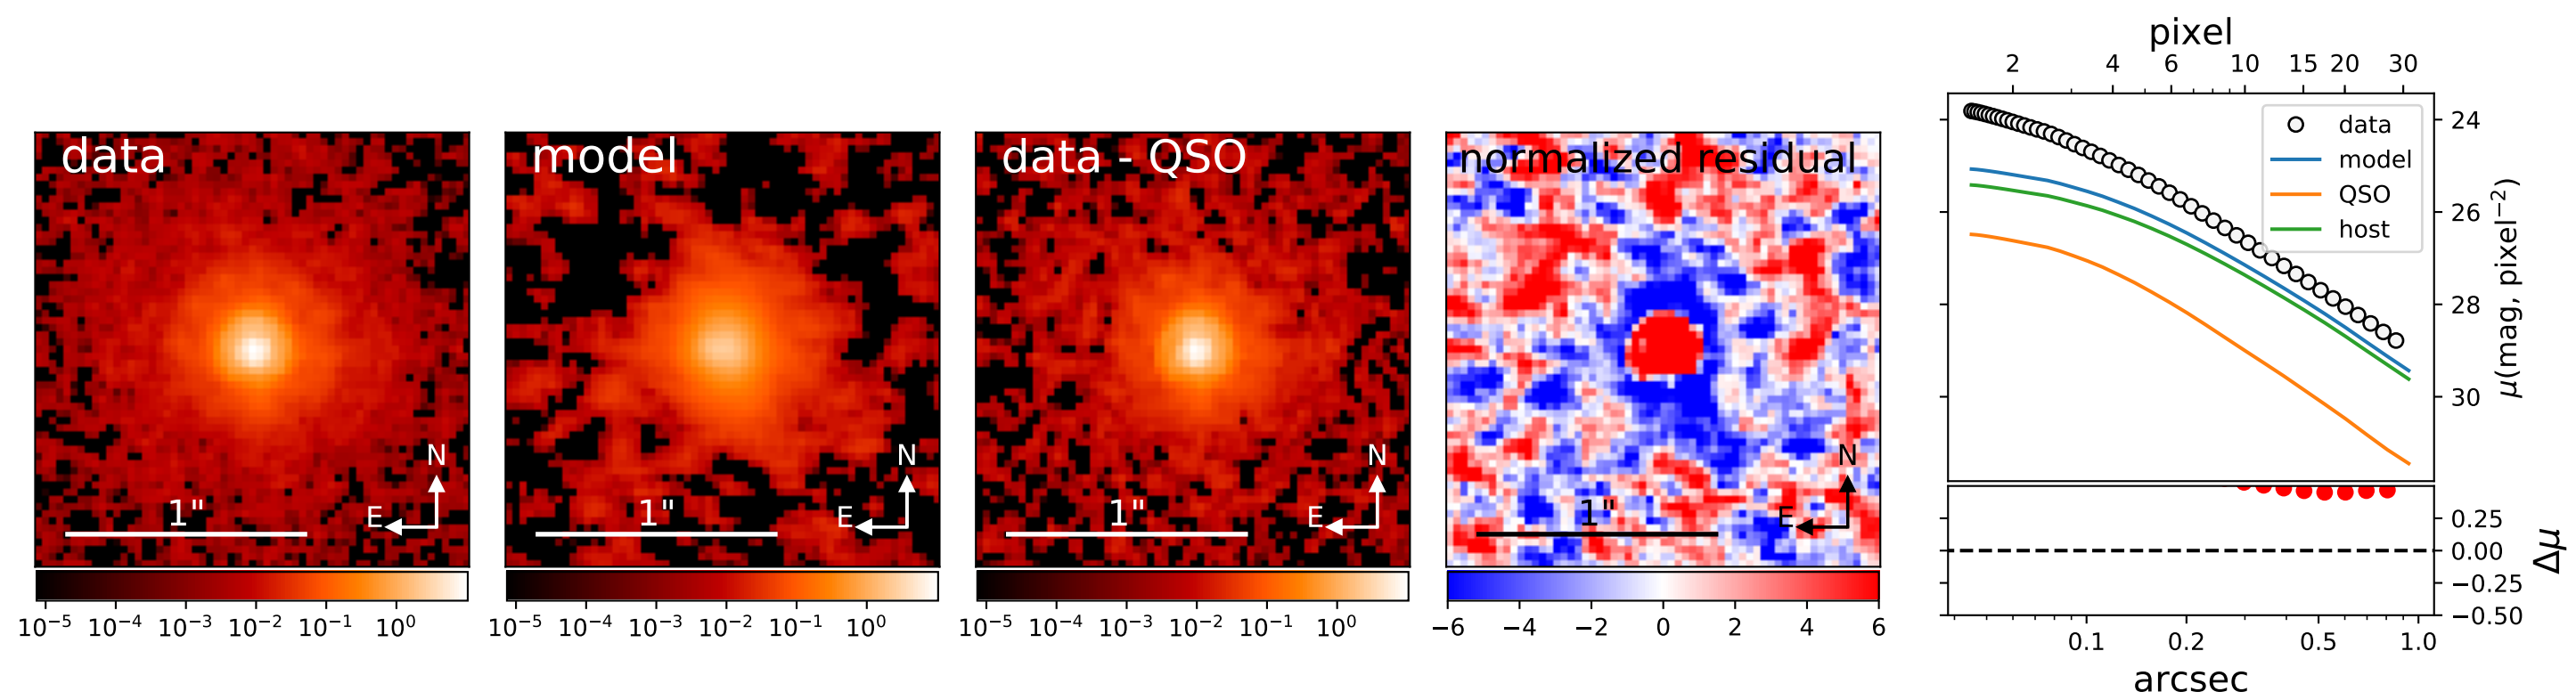 data
1"
N
E
10⁻⁵ 10⁻⁴ 10⁻³ 10⁻² 10⁻¹ 10⁰
model
1"
N
E
10⁻⁵ 10⁻⁴ 10⁻³ 10⁻² 10⁻¹ 10⁰
data - QSO
1"
N
E
10⁻⁵ 10⁻⁴ 10⁻³ 10⁻² 10⁻¹ 10⁰
normalized residual
1"
N
E
−6 −4 −2 0 2 4 6
pixel
2 4 6 10 15 20 30
data
model
QSO
host
24
26
28
30
μ(mag, pixel⁻²)
0.25
0.00
−0.25
−0.50
Δμ
0.1 0.2 0.5 1.0
arcsec